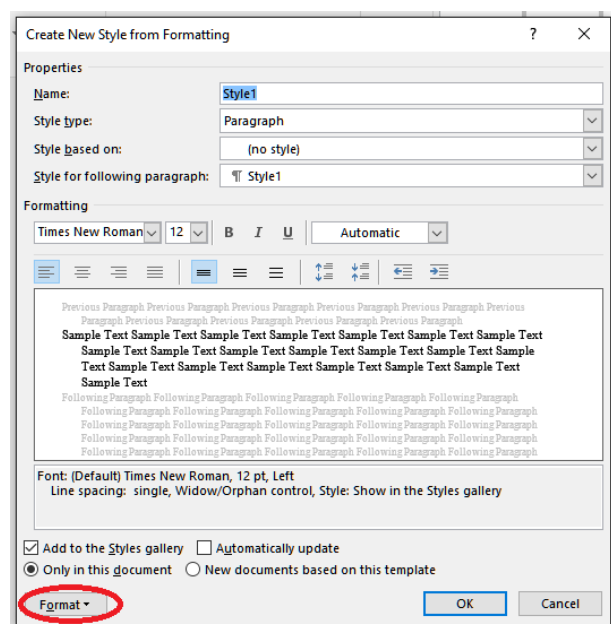 Create New Style from Formatting
Properties
Name: Style1
Style type: Paragraph
Style based on: (no style)
Style for following paragraph: ¶ Style1
Formatting
Times New Roman 12 B I U Automatic
Previous Paragraph Previous Paragraph Previous Paragraph Previous Paragraph Previous Paragraph Previous
Paragraph Previous Paragraph Previous Paragraph Previous Paragraph Previous Paragraph
Sample Text Sample Text Sample Text Sample Text Sample Text Sample Text Sample Text
Sample Text Sample Text Sample Text Sample Text Sample Text Sample Text Sample
Text Sample Text Sample Text Sample Text Sample Text Sample Text Sample Text
Sample Text
Following Paragraph Following Paragraph Following Paragraph Following Paragraph Following Paragraph
Following Paragraph Following Paragraph Following Paragraph Following Paragraph Following Paragraph
Following Paragraph Following Paragraph Following Paragraph Following Paragraph Following Paragraph
Following Paragraph Following Paragraph Following Paragraph Following Paragraph Following Paragraph
Following Paragraph Following Paragraph Following Paragraph Following Paragraph Following Paragraph
Font: (Default) Times New Roman, 12 pt, Left
Line spacing: single, Widow/Orphan control, Style: Show in the Styles gallery
Add to the Styles gallery Automatically update
Only in this document New documents based on this template
Format OK Cancel